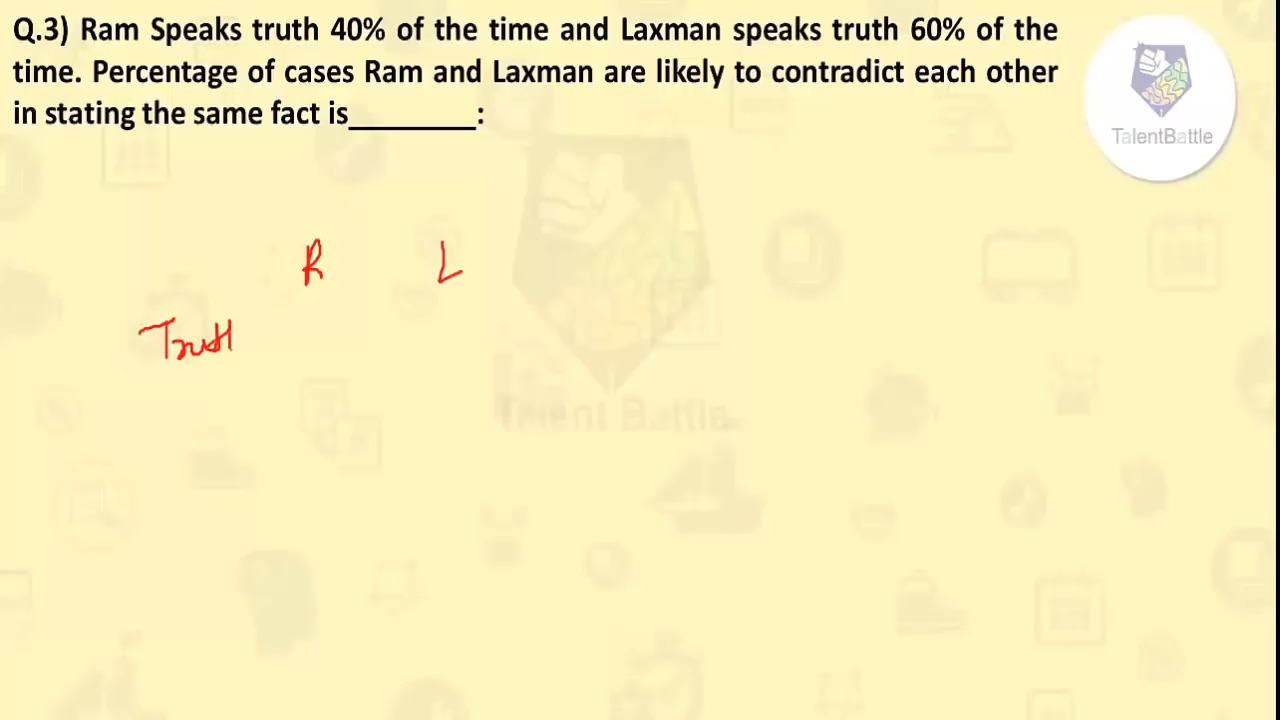 Q.3) Ram Speaks truth 40% of the time and Laxman speaks truth 60% of the
time. Percentage of cases Ram and Laxman are likely to contradict each other
in stating the same fact is________:
TalentBattle
R L
Truth
Talent Battle